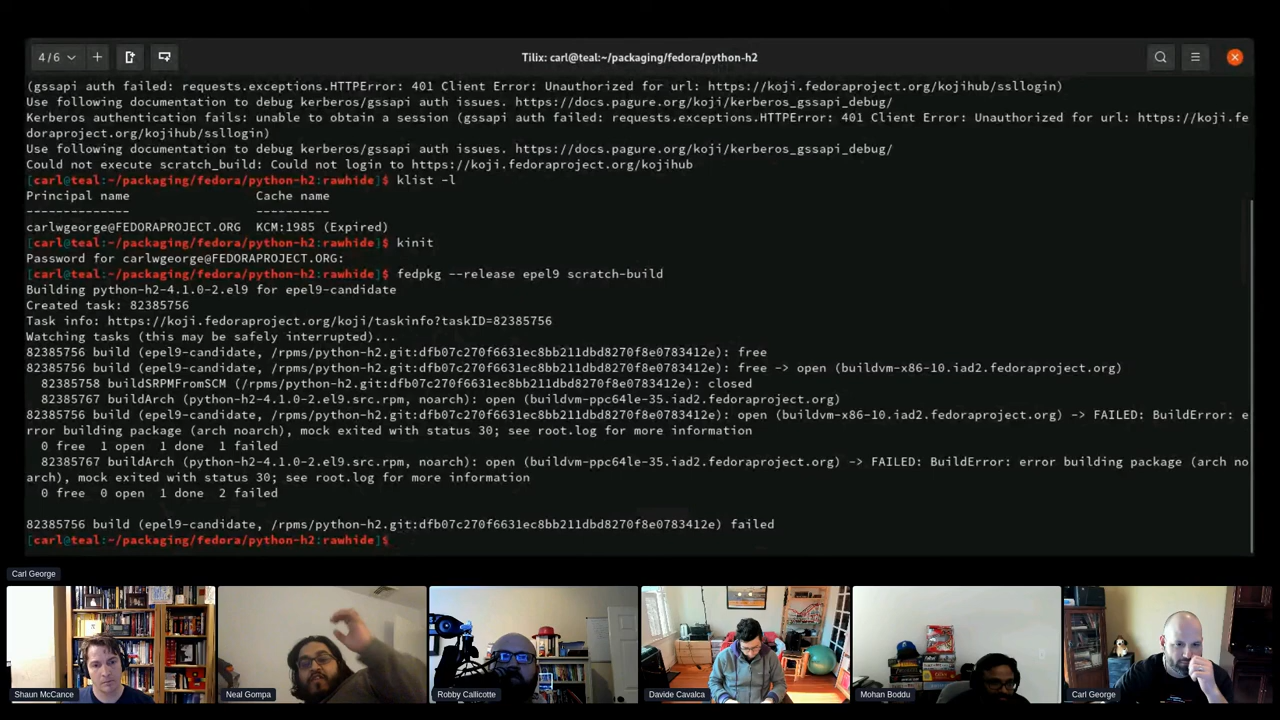 4/6
Tilix: carl@teal:~/packaging/fedora/python-h2
(gssapi auth failed: requests.exceptions.HTTPError: 401 Client Error: Unauthorized for url: https://koji.fedoraproject.org/kojihub/ssllogin)
Use following documentation to debug kerberos/gssapi auth issues. https://docs.pagure.org/koji/kerberos_gssapi_debug/
Kerberos authentication fails: unable to obtain a session (gssapi auth failed: requests.exceptions.HTTPError: 401 Client Error: Unauthorized for url: https://koji.fe
doraproject.org/kojihub/ssllogin)
Use following documentation to debug kerberos/gssapi auth issues. https://docs.pagure.org/koji/kerberos_gssapi_debug/
Could not execute scratch_build: Could not login to https://koji.fedoraproject.org/kojihub
[carl@teal:~/packaging/fedora/python-h2:rawhide]$ klist -l
Principal name Cache name
-------------- ----------
carlwgeorge@FEDORAPROJECT.ORG KCM:1985 (Expired)
[carl@teal:~/packaging/fedora/python-h2:rawhide]$ kinit
Password for carlwgeorge@FEDORAPROJECT.ORG:
[carl@teal:~/packaging/fedora/python-h2:rawhide]$ fedpkg --release epel9 scratch-build
Building python-h2-4.1.0-2.el9 for epel9-candidate
Created task: 82385756
Task info: https://koji.fedoraproject.org/koji/taskinfo?taskID=82385756
Watching tasks (this may be safely interrupted)...
82385756 build (epel9-candidate, /rpms/python-h2.git:dfb07c270f6631ec8bb211dbd8270f8e0783412e): free
82385756 build (epel9-candidate, /rpms/python-h2.git:dfb07c270f6631ec8bb211dbd8270f8e0783412e): free -> open (buildvm-x86-10.iad2.fedoraproject.org)
82385758 buildSRPMFromSCM (/rpms/python-h2.git:dfb07c270f6631ec8bb211dbd8270f8e0783412e): closed
82385767 buildArch (python-h2-4.1.0-2.el9.src.rpm, noarch): open (buildvm-ppc64le-35.iad2.fedoraproject.org)
82385756 build (epel9-candidate, /rpms/python-h2.git:dfb07c270f6631ec8bb211dbd8270f8e0783412e): open (buildvm-x86-10.iad2.fedoraproject.org) -> FAILED: BuildError: e
rror building package (arch noarch), mock exited with status 30; see root.log for more information
0 free 1 open 1 done 1 failed
82385767 buildArch (python-h2-4.1.0-2.el9.src.rpm, noarch): open (buildvm-ppc64le-35.iad2.fedoraproject.org) -> FAILED: BuildError: error building package (arch no
arch), mock exited with status 30; see root.log for more information
0 free 0 open 1 done 2 failed
82385756 build (epel9-candidate, /rpms/python-h2.git:dfb07c270f6631ec8bb211dbd8270f8e0783412e) failed
[carl@teal:~/packaging/fedora/python-h2:rawhide]$
Carl George
Shaun McCance
Neal Gompa
Robby Callicotte
Davide Cavalca
Mohan Boddu
Carl George